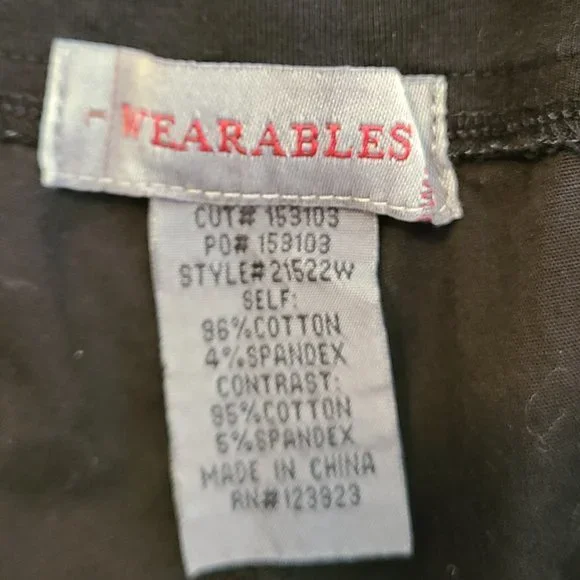 - WEARABLES
CUT# 153103
PO# 153103
STYLE# 21522W
SELF:
96% COTTON
4% SPANDEX
CONTRAST:
95% COTTON
5% SPANDEX
MADE IN CHINA
RN# 123923